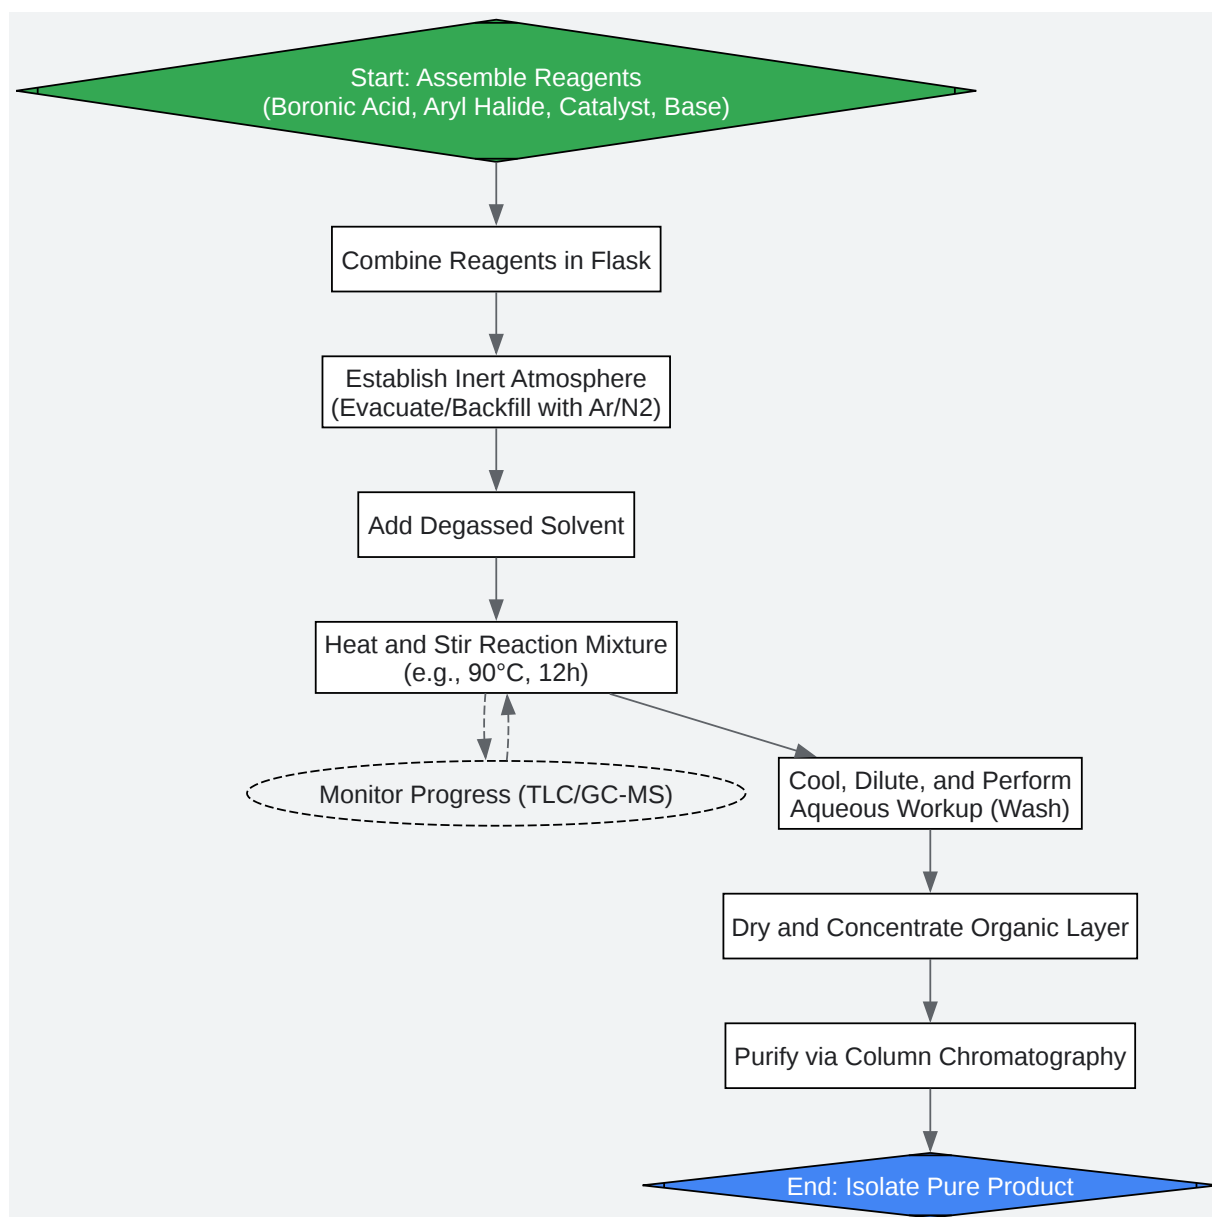 Start: Assemble Reagents
(Boronic Acid, Aryl Halide, Catalyst, Base)
Combine Reagents in Flask
Establish Inert Atmosphere
(Evacuate/Backfill with Ar/N2)
Add Degassed Solvent
Heat and Stir Reaction Mixture
(e.g., 90°C, 12h)
Monitor Progress (TLC/GC-MS)
Cool, Dilute, and Perform
Aqueous Workup (Wash)
Dry and Concentrate Organic Layer
Purify via Column Chromatography
End: Isolate Pure Product